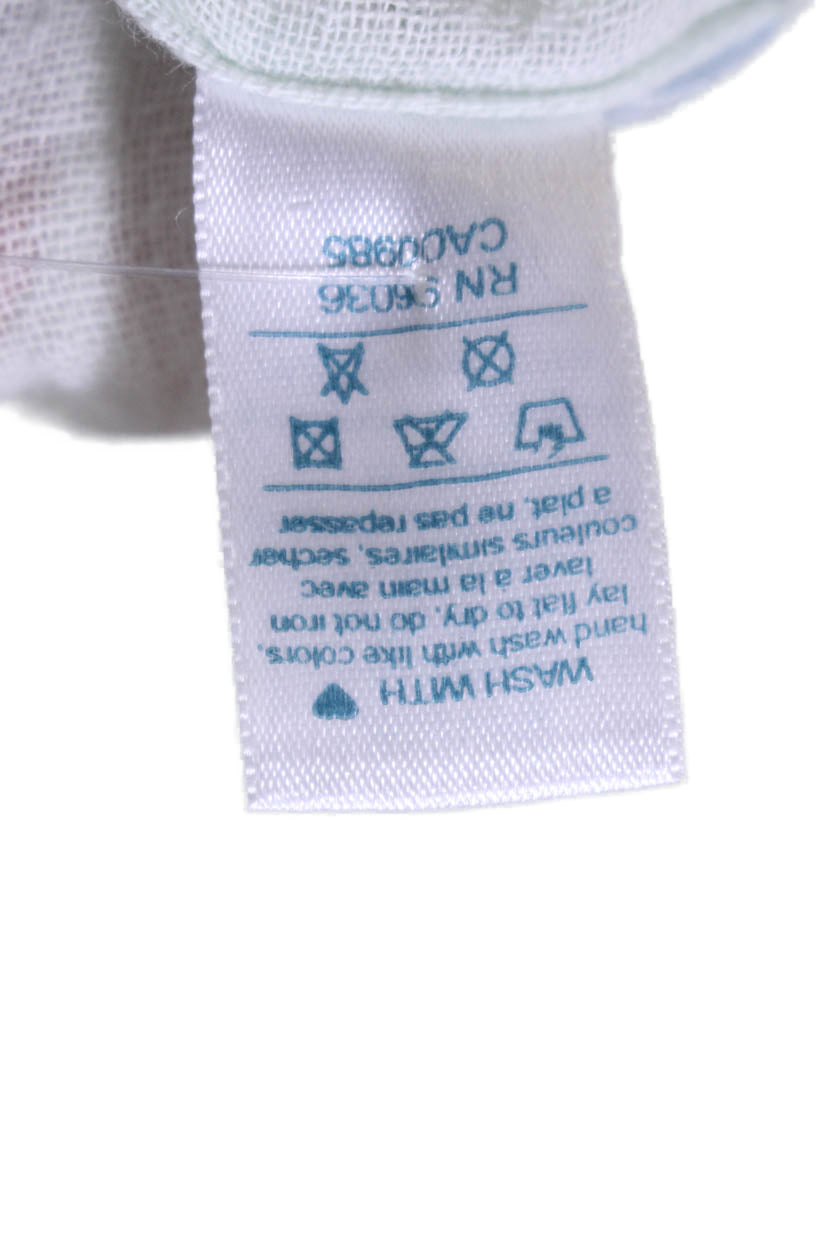 WASH WITH ♥
hand wash with like colors,
lay flat to dry, do not iron
laver à la main avec
couleurs similaires, sécher
à plat, ne pas repasser
RN 96036
CA00985